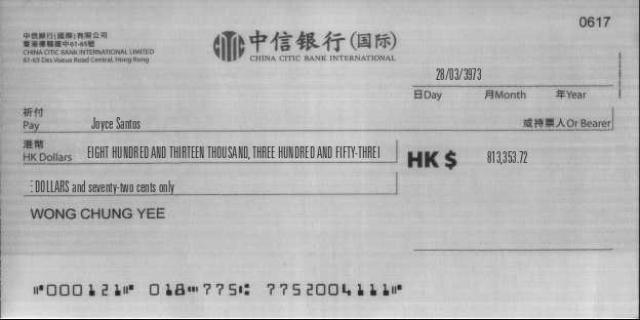 0617
中信銀行(國際)有限公司
香港德輔道中61-65號
CHINA CITIC BANK INTERNATIONAL LIMITED
61-65 Des Voeux Road Central, Hong Kong
中信银行(国际)
CHINA CITIC BANK INTERNATIONAL
28/03/3973
日Day 月Month 年Year
祈付
Pay Joyce Santos 或持票人Or Bearer
港幣
HK Dollars EIGHT HUNDRED AND THIRTEEN THOUSAND, THREE HUNDRED AND FIFTY-THREE
HK $ 813,353.72
DOLLARS and seventy-two cents only
WONG CHUNG YEE
⑈000121⑈ 018⑉775⑆ 7752004111⑈